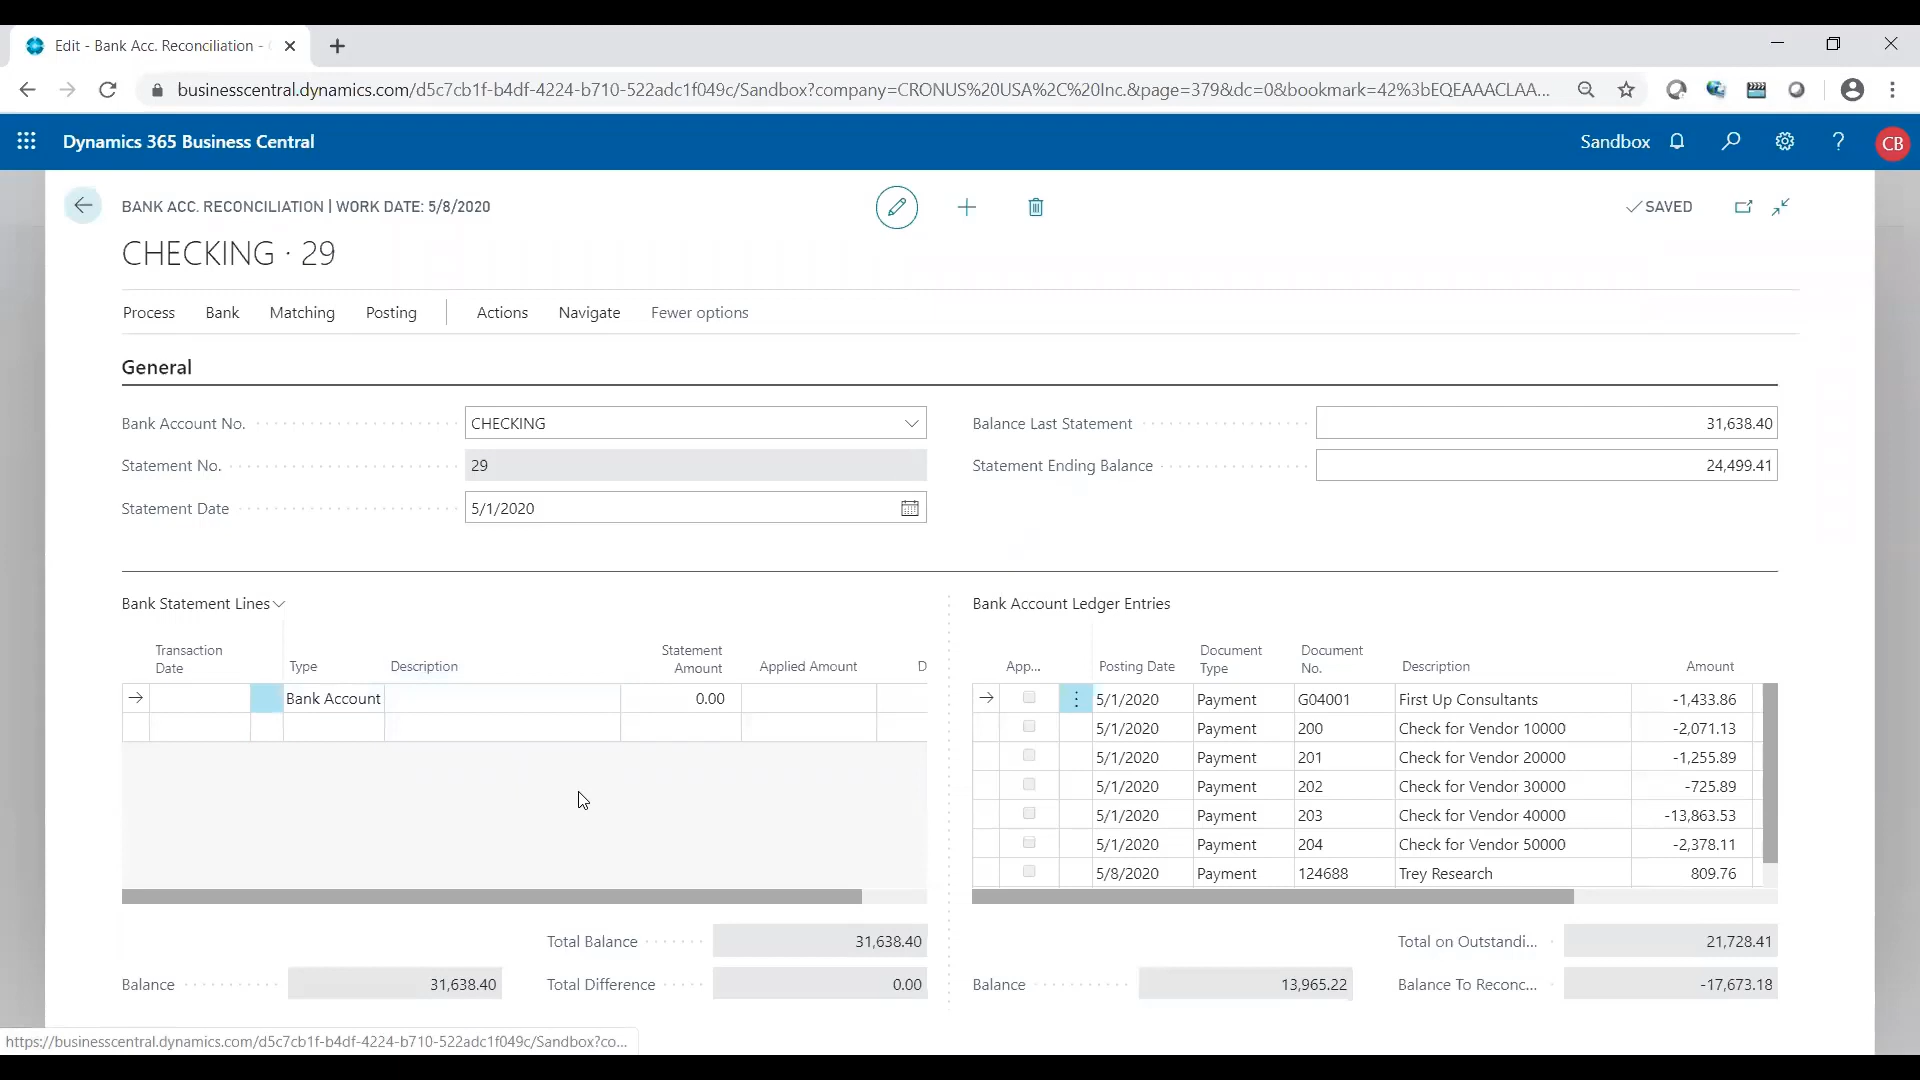 Edit - Bank Acc. Reconciliation -
businesscentral.dynamics.com/d5c7cb1f-b4df-4224-b710-522adc1f049c/Sandbox?company=CRONUS%20USA%2C%20Inc.&page=379&dc=0&bookmark=42%3bEQEAAACLAA...
Dynamics 365 Business Central
Sandbox
?
CB
BANK ACC. RECONCILIATION | WORK DATE: 5/8/2020
SAVED
CHECKING · 29
Process Bank Matching Posting Actions Navigate Fewer options
General
Bank Account No. CHECKING Balance Last Statement 31,638.40
Statement No. 29 Statement Ending Balance 24,499.41
Statement Date 5/1/2020
Bank Statement Lines
Transaction Date Type Description Statement Amount Applied Amount D
Bank Account 0.00
Total Balance 31,638.40
Balance 31,638.40 Total Difference 0.00
Bank Account Ledger Entries
App... Posting Date Document Type Document No. Description Amount
5/1/2020 Payment G04001 First Up Consultants -1,433.86
5/1/2020 Payment 200 Check for Vendor 10000 -2,071.13
5/1/2020 Payment 201 Check for Vendor 20000 -1,255.89
5/1/2020 Payment 202 Check for Vendor 30000 -725.89
5/1/2020 Payment 203 Check for Vendor 40000 -13,863.53
5/1/2020 Payment 204 Check for Vendor 50000 -2,378.11
5/8/2020 Payment 124688 Trey Research 809.76
Total on Outstandi... 21,728.41
Balance 13,965.22 Balance To Reconc... -17,673.18
https://businesscentral.dynamics.com/d5c7cb1f-b4df-4224-b710-522adc1f049c/Sandbox?co...